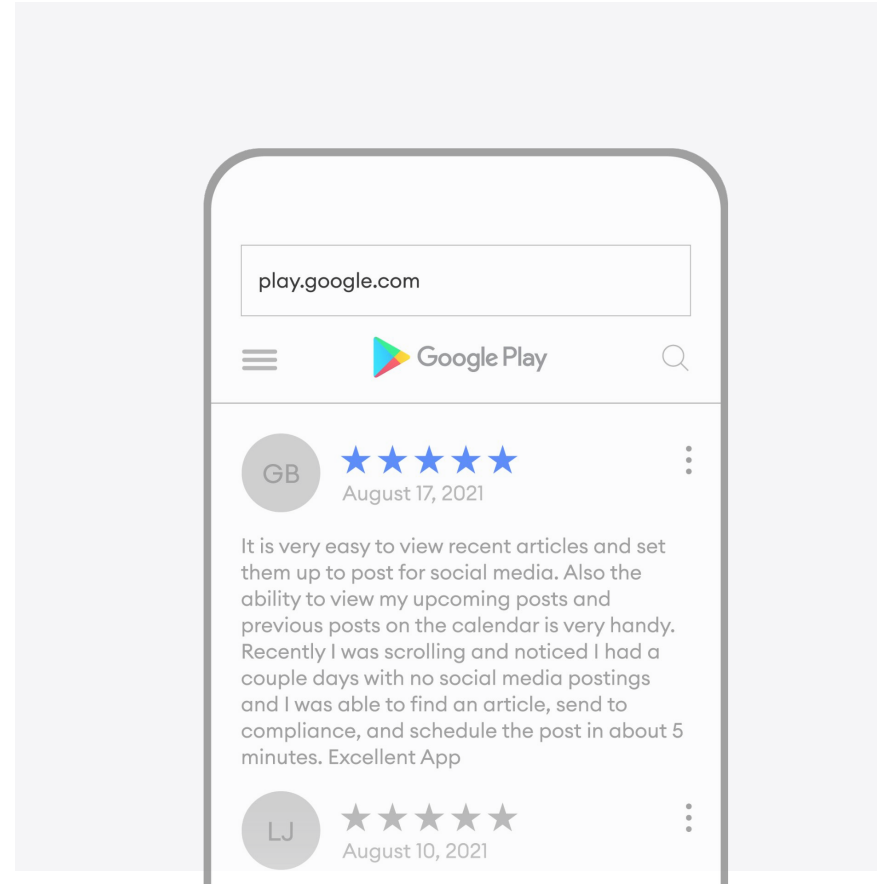 play.google.com
Google Play
GB
August 17, 2021
It is very easy to view recent articles and set
them up to post for social media. Also the
ability to view my upcoming posts and
previous posts on the calendar is very handy.
Recently I was scrolling and noticed I had a
couple days with no social media postings
and I was able to find an article, send to
compliance, and schedule the post in about 5
minutes. Excellent App
LJ
August 10, 2021